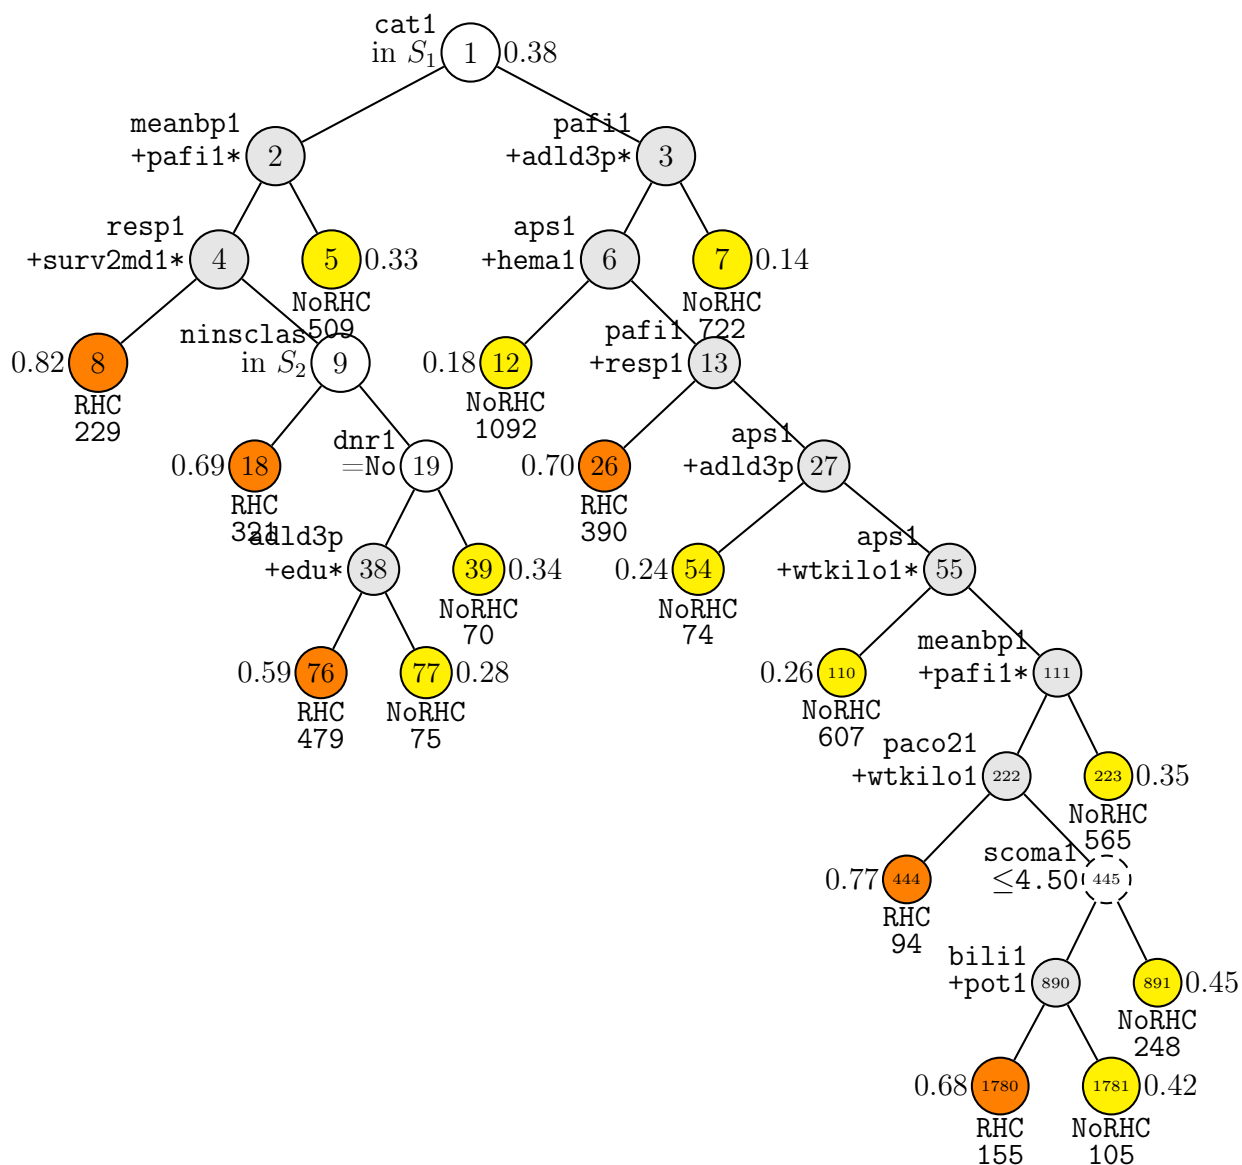 cat1
in S₁ 1 0.38
meanbp1 pafi1
+pafi1* 2 +adld3p* 3
resp1 aps1
+surv2md1* 4 5 0.33 +hema1 6 7 0.14
NoRHC NoRHC
509 722
ninsclas pafi1
0.82 8 in S₂ 9 0.18 12 +resp1 13
RHC NoRHC
229 1092
dnr1 aps1
0.69 18 =No 19 0.70 26 +adld3p 27
RHC RHC
321 390
adld3p aps1
+edu* 38 39 0.34 0.24 54 +wtkilo1* 55
NoRHC NoRHC
70 74
meanbp1
0.59 76 77 0.28 0.26 110 +pafi1* 111
RHC NoRHC NoRHC
479 75 607
paco21
+wtkilo1 222 223 0.35
NoRHC
565
scoma1
0.77 444 ≤4.50 445
RHC
94
bili1
+pot1 890 891 0.45
NoRHC
248
0.68 1780 1781 0.42
RHC NoRHC
155 105